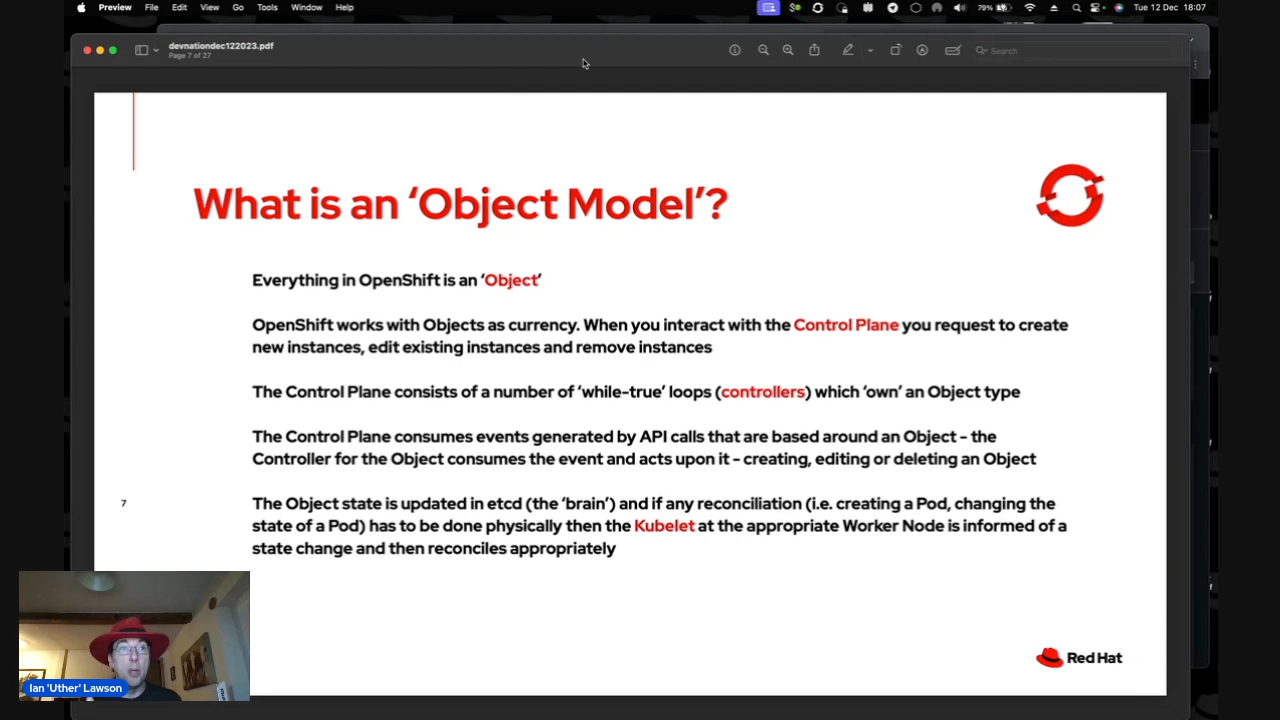 Preview File Edit View Go Tools Window Help
79% Tue 12 Dec 18:07
devnationdec122023.pdf
Page 7 of 27
Search
What is an ‘Object Model’?
Everything in OpenShift is an ‘Object’
OpenShift works with Objects as currency. When you interact with the Control Plane you request to create
new instances, edit existing instances and remove instances
The Control Plane consists of a number of ‘while-true’ loops (controllers) which ‘own’ an Object type
The Control Plane consumes events generated by API calls that are based around an Object - the
Controller for the Object consumes the event and acts upon it - creating, editing or deleting an Object
The Object state is updated in etcd (the ‘brain’) and if any reconciliation (i.e. creating a Pod, changing the
state of a Pod) has to be done physically then the Kubelet at the appropriate Worker Node is informed of a
state change and then reconciles appropriately
7
Ian 'Uther' Lawson
Red Hat